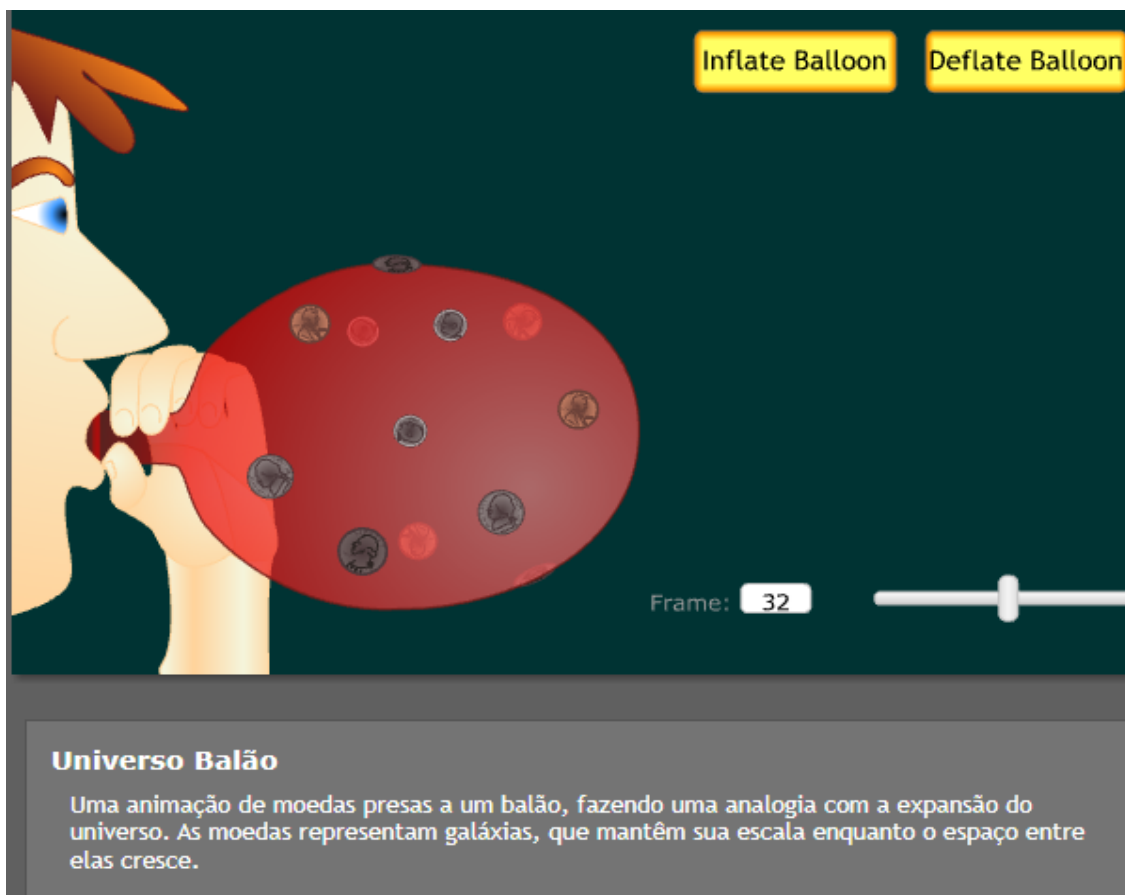 Inflate Balloon Deflate Balloon
Frame: 32
Universo Balão
Uma animação de moedas presas a um balão, fazendo uma analogia com a expansão do
universo. As moedas representam galáxias, que mantêm sua escala enquanto o espaço entre
elas cresce.